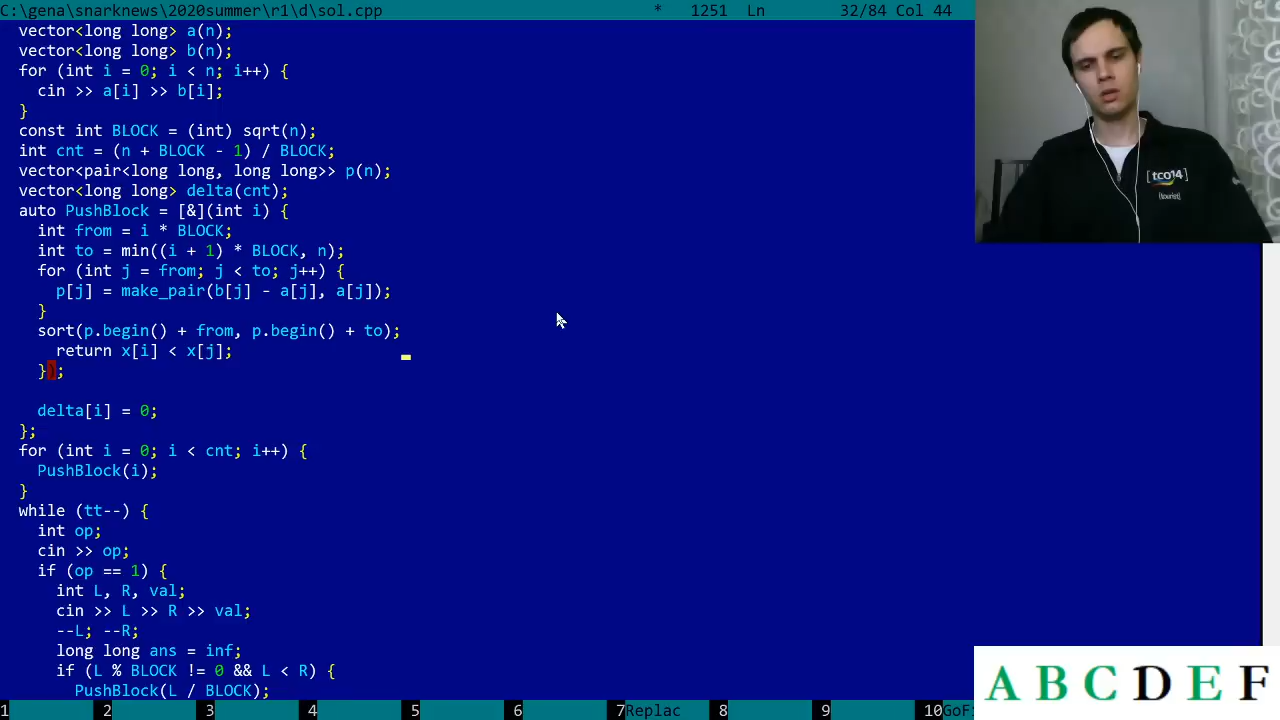 C:\gena\snarknews\2020summer\r1\d\sol.cpp * 1251 Ln 32/84 Col 44
vector<long long> a(n);
vector<long long> b(n);
for (int i = 0; i < n; i++) {
cin >> a[i] >> b[i];
}
const int BLOCK = (int) sqrt(n);
int cnt = (n + BLOCK - 1) / BLOCK;
vector<pair<long long, long long>> p(n);
vector<long long> delta(cnt);
auto PushBlock = [&](int i) {
int from = i * BLOCK;
int to = min((i + 1) * BLOCK, n);
for (int j = from; j < to; j++) {
p[j] = make_pair(b[j] - a[j], a[j]);
}
sort(p.begin() + from, p.begin() + to);
return x[i] < x[j];
});
delta[i] = 0;
};
for (int i = 0; i < cnt; i++) {
PushBlock(i);
}
while (tt--) {
int op;
cin >> op;
if (op == 1) {
int L, R, val;
cin >> L >> R >> val;
--L; --R;
long long ans = inf;
if (L % BLOCK != 0 && L < R) {
PushBlock(L / BLOCK);
1 2 3 4 5 6 7Replac 8 9 10GoF
[tco14]
{tourist}
A B C D E F